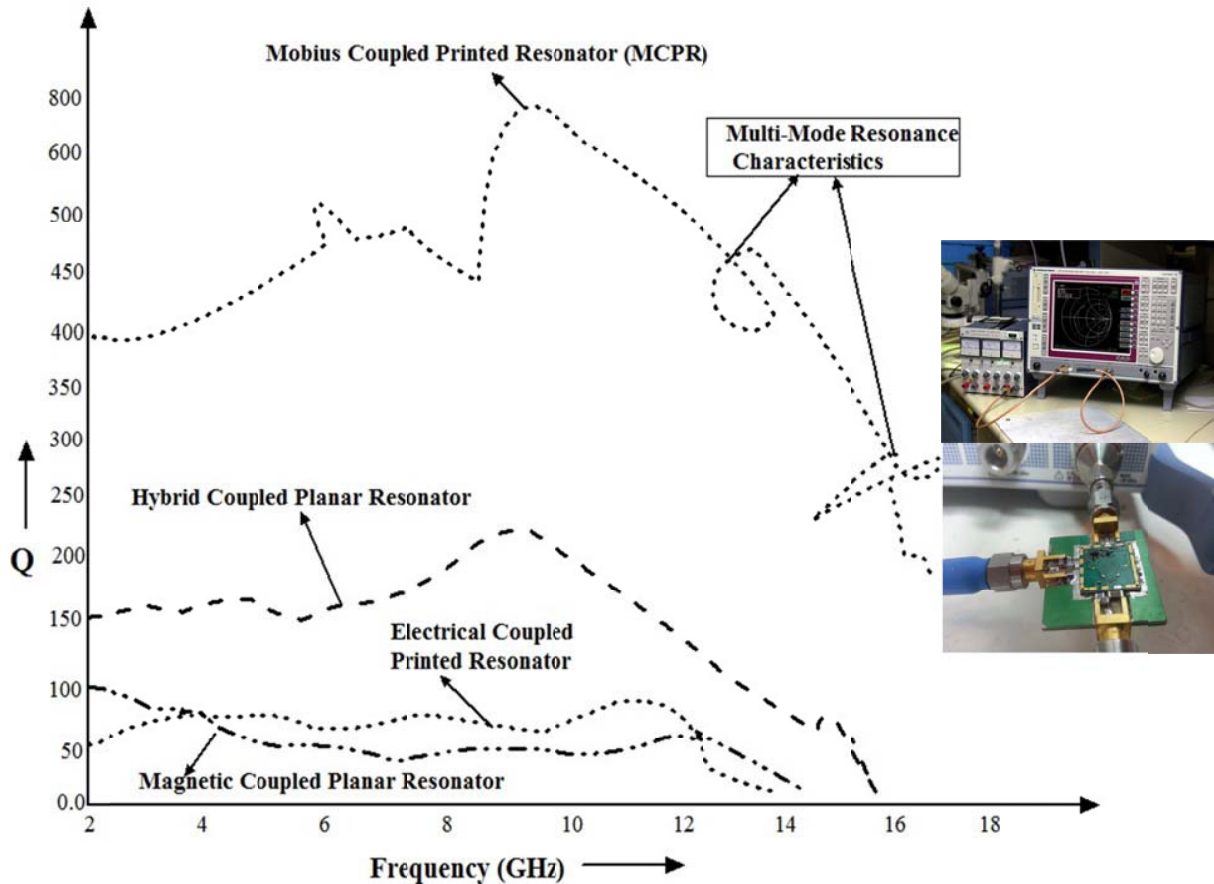 Mobius Coupled Printed Resonator (MCPR)
800
Multi-Mode Resonance
Characteristics
600
500
450
400
350
300
Hybrid Coupled Planar Resonator
250
Q
200
150
Electrical Coupled
Printed Resonator
100
50
Magnetic Coupled Planar Resonator
0.0
2 4 6 8 10 12 14 16 18
Frequency (GHz)